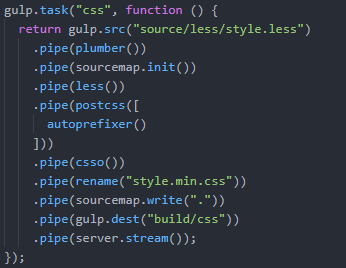 gulp.task("css", function () {
  return gulp.src("source/less/style.less")
    .pipe(plumber())
    .pipe(sourcemap.init())
    .pipe(less())
    .pipe(postcss([
      autoprefixer()
    ]))
    .pipe(csso())
    .pipe(rename("style.min.css"))
    .pipe(sourcemap.write("."))
    .pipe(gulp.dest("build/css"))
    .pipe(server.stream());
});